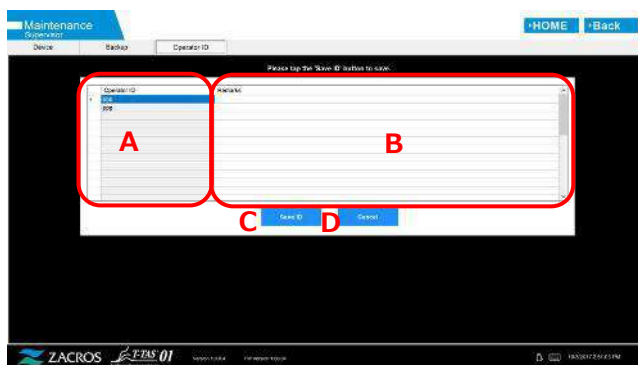 Maintenance
Supervisor
›HOME
›Back
Device
Backup
Operator ID
Please tap the 'Save ID' button to save.
Operator ID
Remarks
A
B
C
Save ID
D
Cancel
ZACROS
T-TAS 01